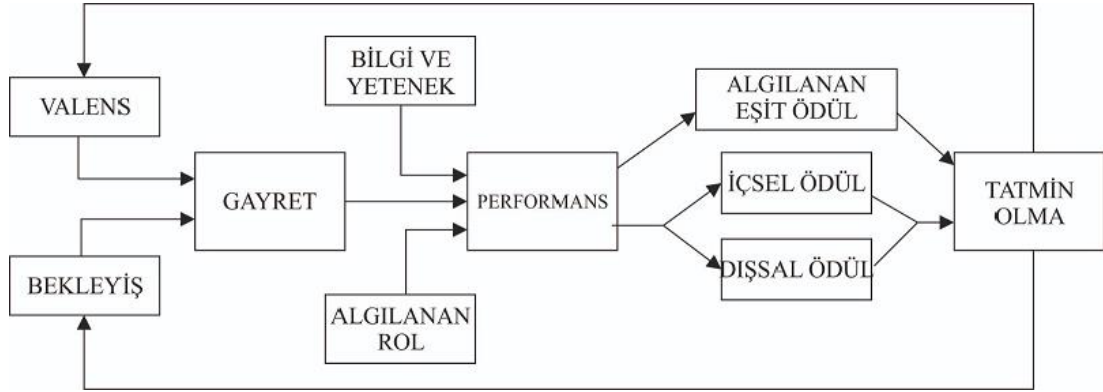 VALENS
BEKLEYİŞ
GAYRET
BİLGİ VE
YETENEK
ALGILANAN
ROL
PERFORMANS
ALGILANAN
EŞİT ÖDÜL
İÇSEL ÖDÜL
DIŞSAL ÖDÜL
TATMİN
OLMA